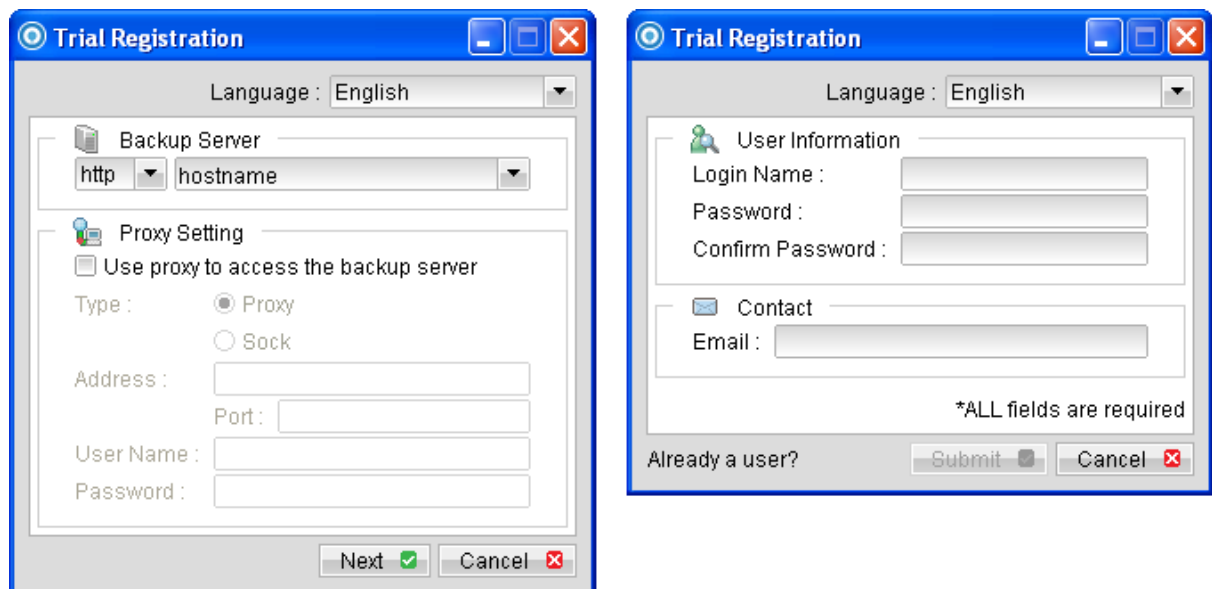 Trial Registration
Language : English
Backup Server
http hostname
Proxy Setting
Use proxy to access the backup server
Type : Proxy
Sock
Address :
Port :
User Name :
Password :
Next Cancel
Trial Registration
Language : English
User Information
Login Name :
Password :
Confirm Password :
Contact
Email :
*ALL fields are required
Already a user? Submit Cancel